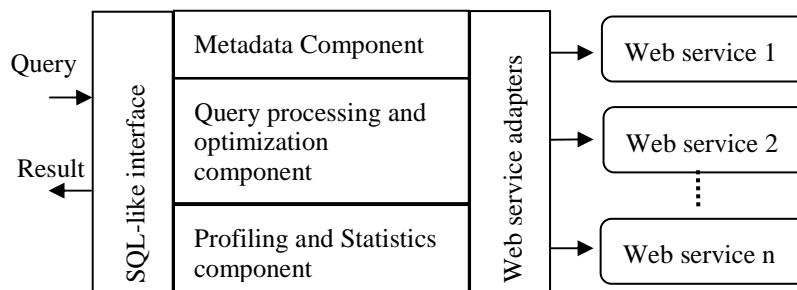 Query
Result
SQL-like interface
Metadata Component
Query processing and
optimization
component
Profiling and Statistics
component
Web service adapters
Web service 1
Web service 2
Web service n